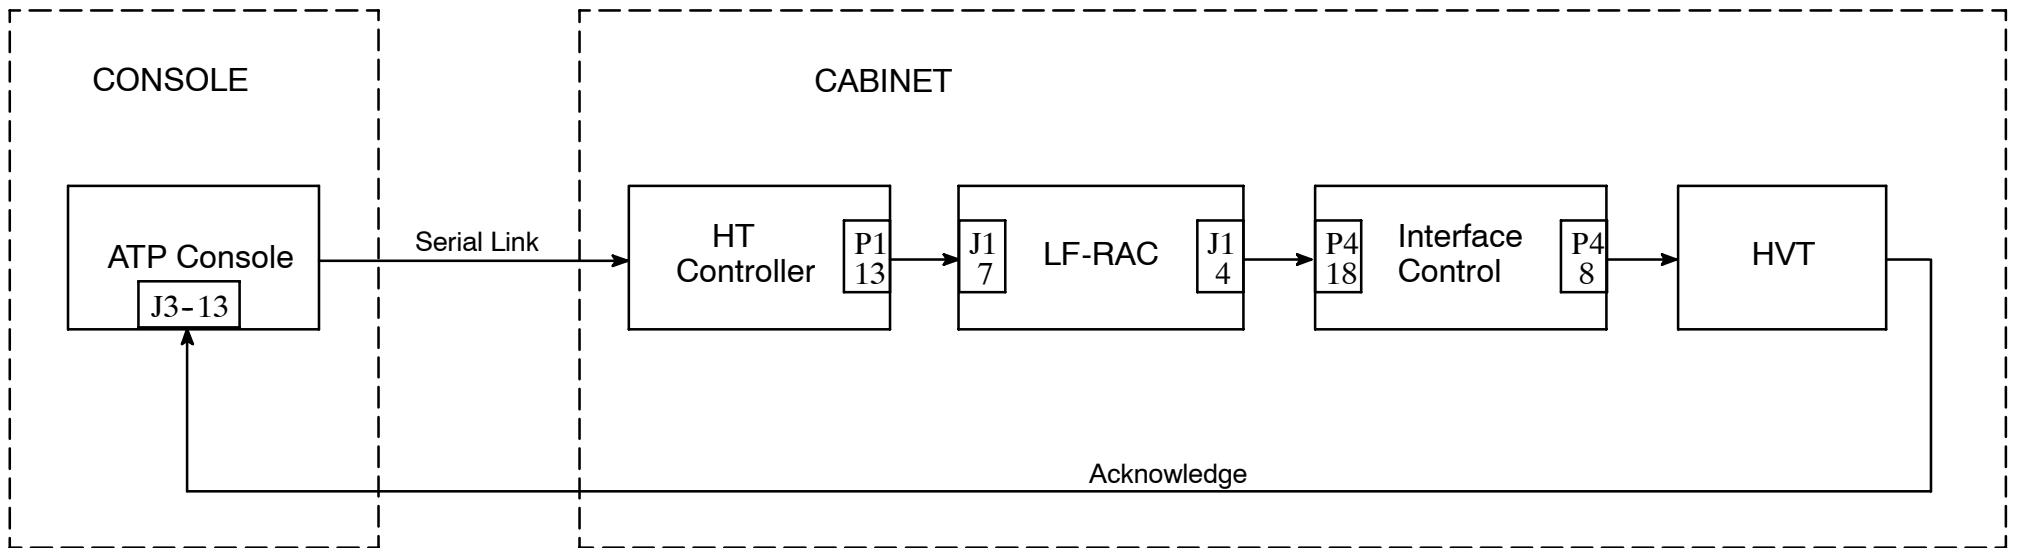 CONSOLE
CABINET
ATP Console
J3-13
Serial Link
HT
Controller
P1
13
J1
7
LF-RAC
J1
4
P4
18
Interface
Control
P4
8
HVT
Acknowledge